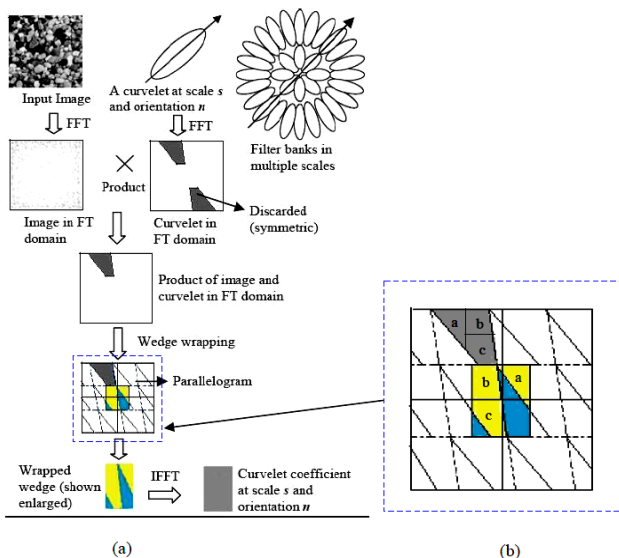 Input Image
A curvelet at scale s
and orientation n
FFT
FFT
Filter banks in
multiple scales
Product
Image in FT
domain
Curvelet in
FT domain
Discarded
(symmetric)
Product of image and
curvelet in FT domain
Wedge wrapping
Parallelogram
Wrapped
wedge (shown
enlarged)
IFFT
Curvelet coefficient
at scale s and
orientation n
(a)
a b
c
b a
c
(b)